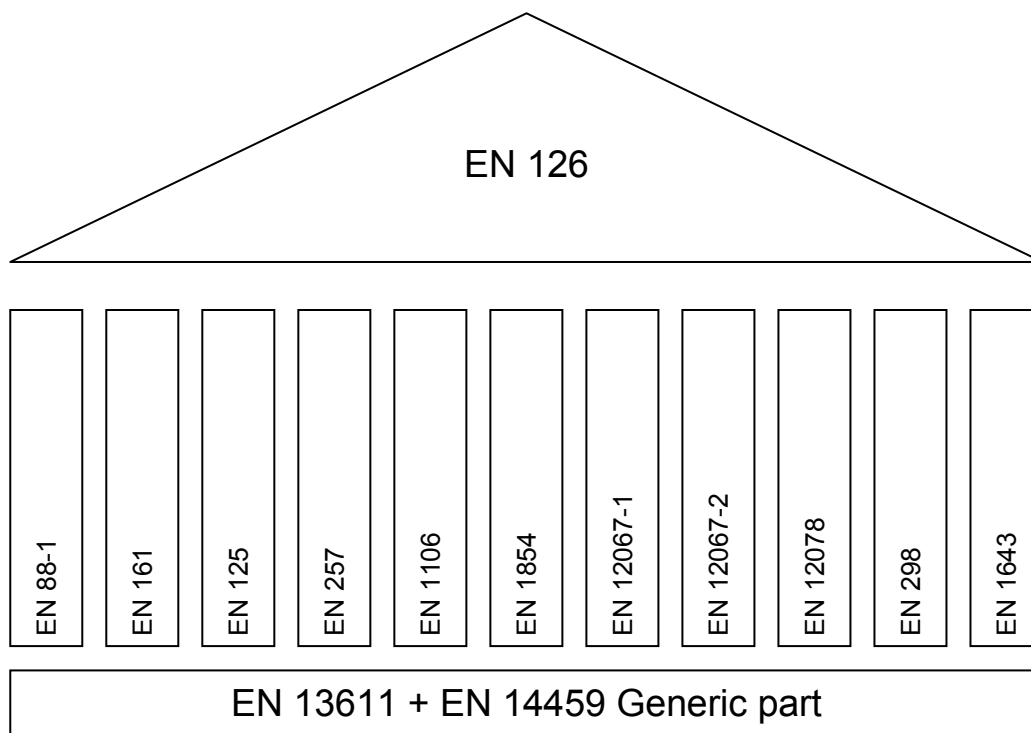 EN 126
EN 88-1
EN 161
EN 125
EN 257
EN 1106
EN 1854
EN 12067-1
EN 12067-2
EN 12078
EN 298
EN 1643
EN 13611 + EN 14459 Generic part